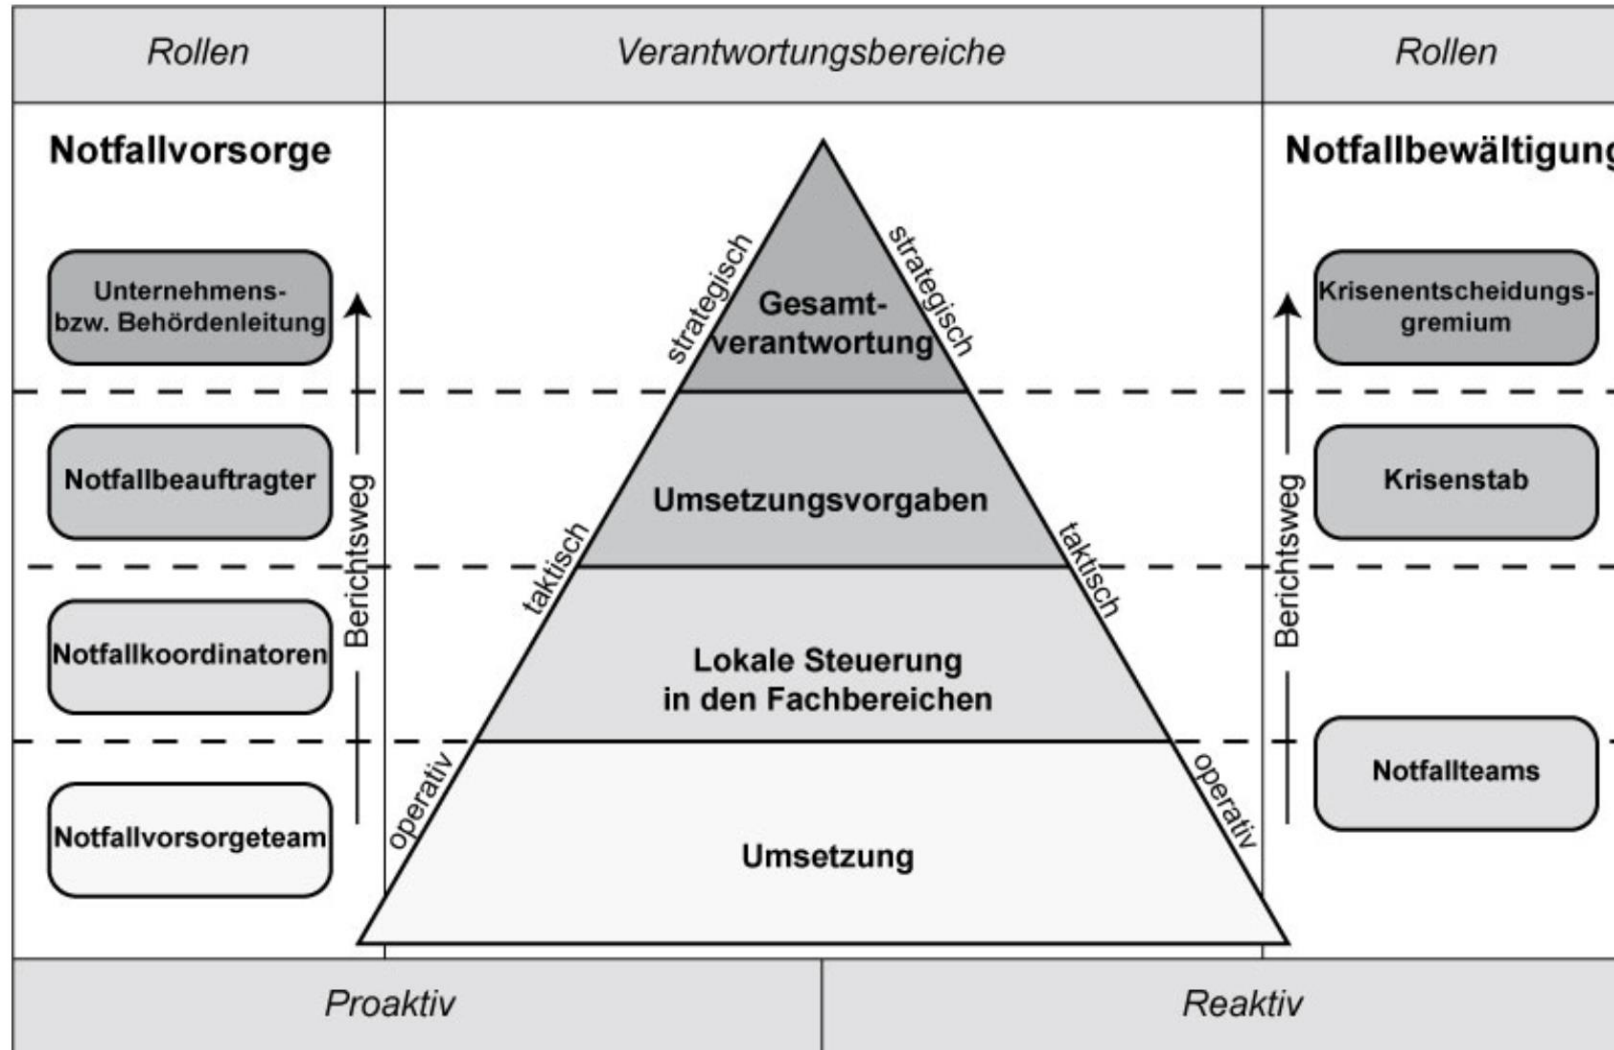 Rollen
Verantwortungsbereiche
Rollen
Notfallvorsorge
Notfallbewältigung
Unternehmens-
bzw. Behördenleitung
strategisch
Gesamt-
verantwortung
strategisch
Krisenentscheidungs-
gremium
Notfallbeauftragter
Umsetzungsvorgaben
Krisenstab
Berichtsweg
taktisch
taktisch
Berichtsweg
Notfallkoordinatoren
Lokale Steuerung
in den Fachbereichen
Notfallteams
Notfallvorsorgeteam
operativ
Umsetzung
operativ
Proaktiv
Reaktiv